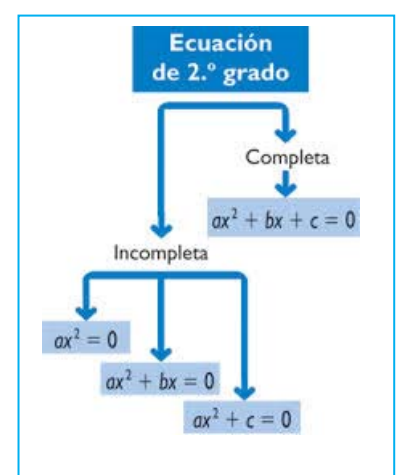 Ecuación
de 2.º grado
Completa
ax² + bx + c = 0
Incompleta
ax² = 0
ax² + bx = 0
ax² + c = 0